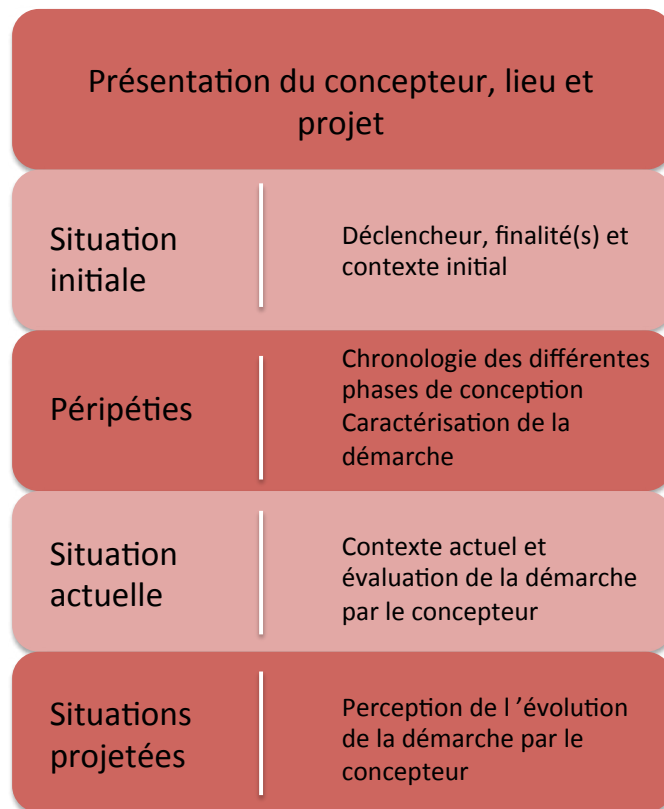 Présentation du concepteur, lieu et
projet
Situation
initiale
Déclencheur, finalité(s) et
contexte initial
Péripéties
Chronologie des différentes
phases de conception
Caractérisation de la
démarche
Situation
actuelle
Contexte actuel et
évaluation de la démarche
par le concepteur
Situations
projetées
Perception de l ’évolution
de la démarche par le
concepteur